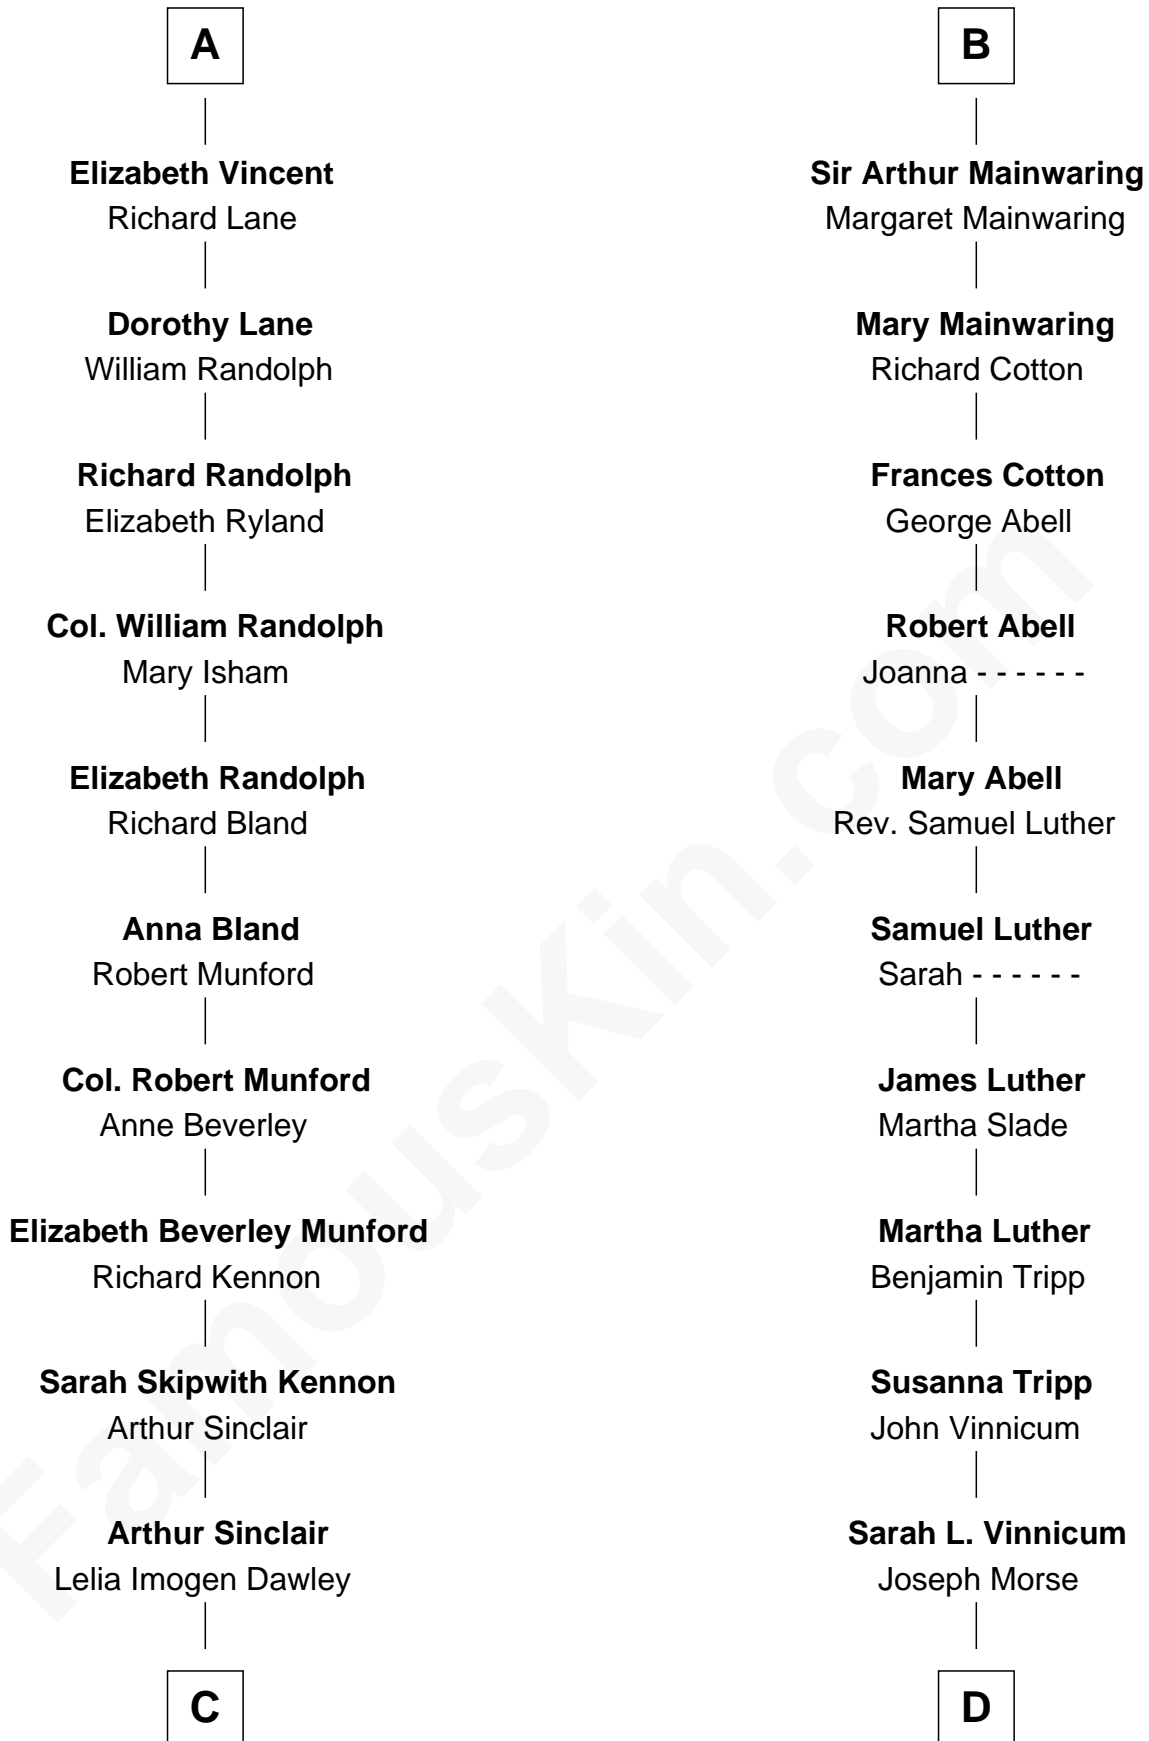 A
Elizabeth Vincent
Richard Lane
Dorothy Lane
William Randolph
Richard Randolph
Elizabeth Ryland
Col. William Randolph
Mary Isham
Elizabeth Randolph
Richard Bland
Anna Bland
Robert Munford
Col. Robert Munford
Anne Beverley
Elizabeth Beverley Munford
Richard Kennon
Sarah Skipwith Kennon
Arthur Sinclair
Arthur Sinclair
Lelia Imogen Dawley
C
B
Sir Arthur Mainwaring
Margaret Mainwaring
Mary Mainwaring
Richard Cotton
Frances Cotton
George Abell
Robert Abell
Joanna - - - - - -
Mary Abell
Rev. Samuel Luther
Samuel Luther
Sarah - - - - - -
James Luther
Martha Slade
Martha Luther
Benjamin Tripp
Susanna Tripp
John Vinnicum
Sarah L. Vinnicum
Joseph Morse
D
FamousKin.com